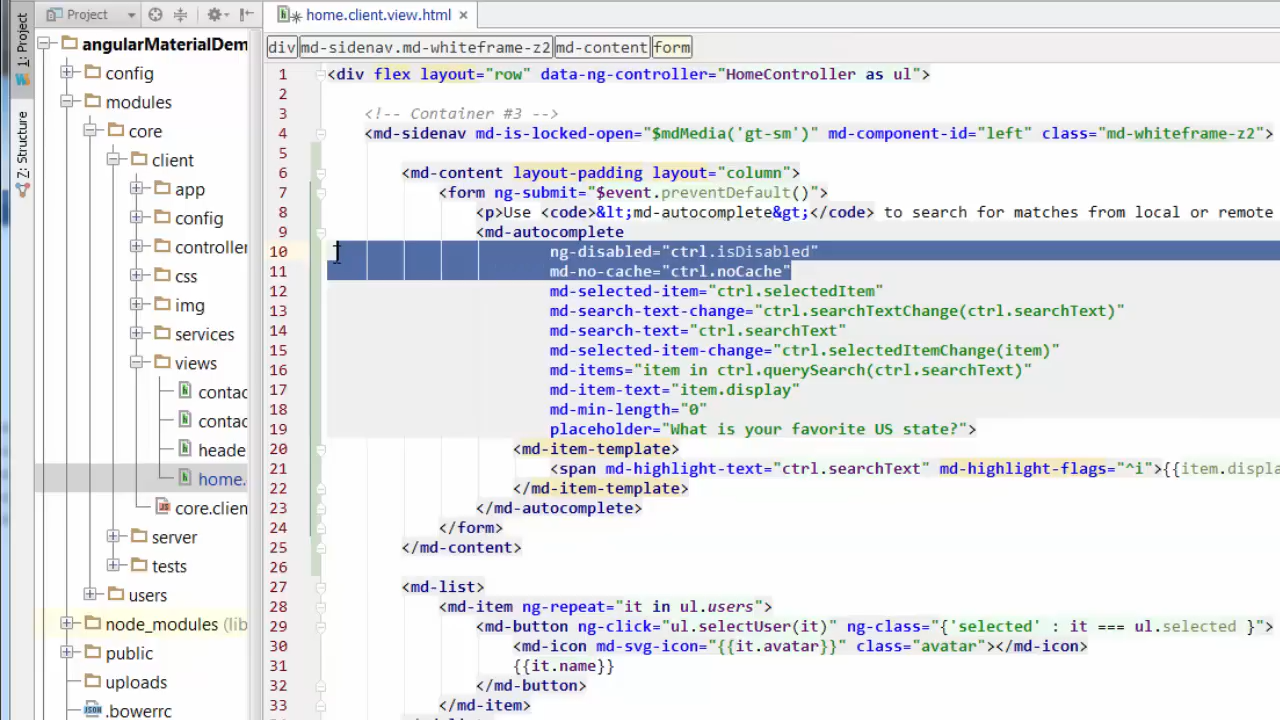 Project
home.client.view.html
1: Project
Z: Structure
angularMaterialDem
config
modules
core
client
app
config
controller
css
img
services
views
contac
contac
heade
home.
core.clien
server
tests
users
node_modules (lib
public
uploads
.bowerrc
div md-sidenav.md-whiteframe-z2 md-content form
1 <div flex layout="row" data-ng-controller="HomeController as ul">
2
3 <!-- Container #3 -->
4 <md-sidenav md-is-locked-open="$mdMedia('gt-sm')" md-component-id="left" class="md-whiteframe-z2">
5
6 <md-content layout-padding layout="column">
7 <form ng-submit="$event.preventDefault()">
8 <p>Use <code>&lt;md-autocomplete&gt;</code> to search for matches from local or remote
9 <md-autocomplete
10 ng-disabled="ctrl.isDisabled"
11 md-no-cache="ctrl.noCache"
12 md-selected-item="ctrl.selectedItem"
13 md-search-text-change="ctrl.searchTextChange(ctrl.searchText)"
14 md-search-text="ctrl.searchText"
15 md-selected-item-change="ctrl.selectedItemChange(item)"
16 md-items="item in ctrl.querySearch(ctrl.searchText)"
17 md-item-text="item.display"
18 md-min-length="0"
19 placeholder="What is your favorite US state?">
20 <md-item-template>
21 <span md-highlight-text="ctrl.searchText" md-highlight-flags="^i">{{item.displa
22 </md-item-template>
23 </md-autocomplete>
24 </form>
25 </md-content>
26
27 <md-list>
28 <md-item ng-repeat="it in ul.users">
29 <md-button ng-click="ul.selectUser(it)" ng-class="{'selected' : it === ul.selected }">
30 <md-icon md-svg-icon="{{it.avatar}}" class="avatar"></md-icon>
31 {{it.name}}
32 </md-button>
33 </md-item>